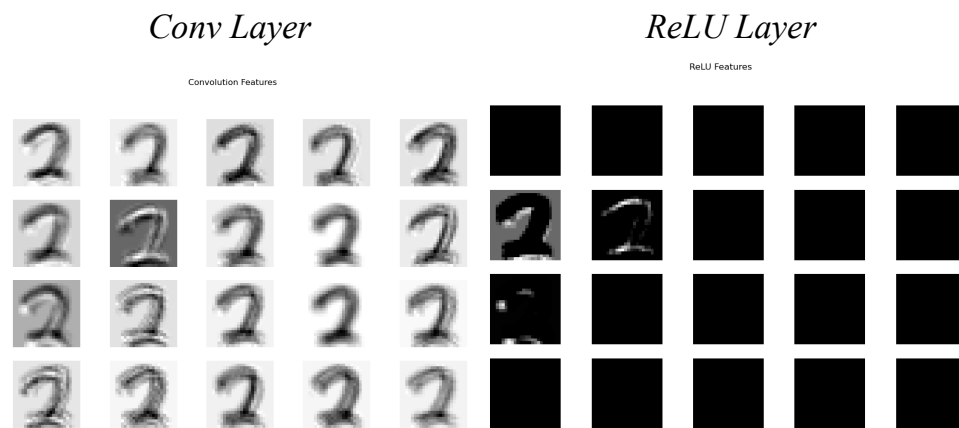 Conv Layer
ReLU Layer
Convolution Features
ReLU Features